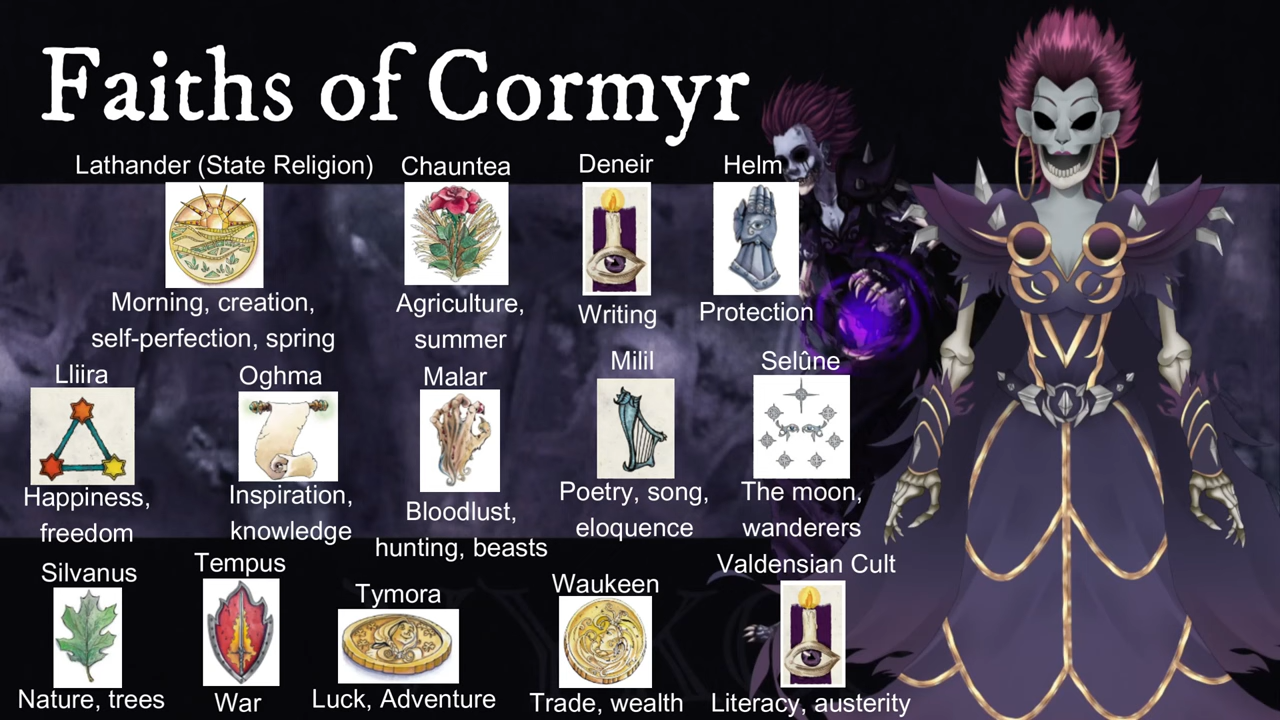 Faiths of Cormyr
Lathander (State Religion)
Morning, creation,
self-perfection, spring
Chauntea
Agriculture,
summer
Deneir
Writing
Helm
Protection
Lliira
Happiness,
freedom
Oghma
Inspiration,
knowledge
Malar
Bloodlust,
hunting, beasts
Milil
Poetry, song,
eloquence
Selûne
The moon,
wanderers
Silvanus
Nature, trees
Tempus
War
Tymora
Luck, Adventure
Waukeen
Trade, wealth
Valdensian Cult
Literacy, austerity